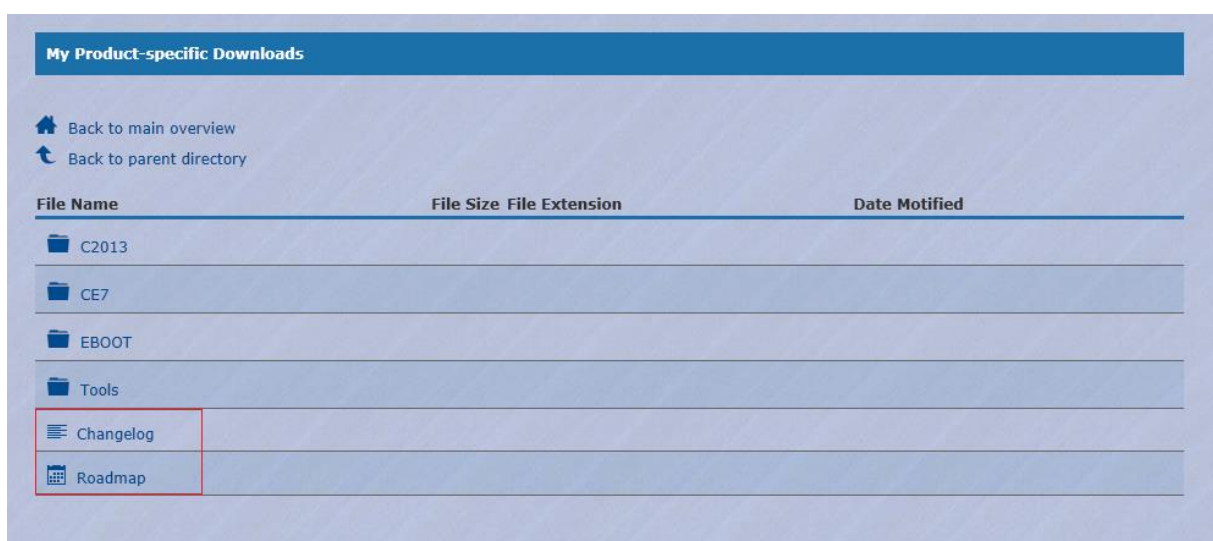 My Product-specific Downloads
Back to main overview
Back to parent directory
File Name File Size File Extension Date Motified
C2013
CE7
EBOOT
Tools
Changelog
Roadmap